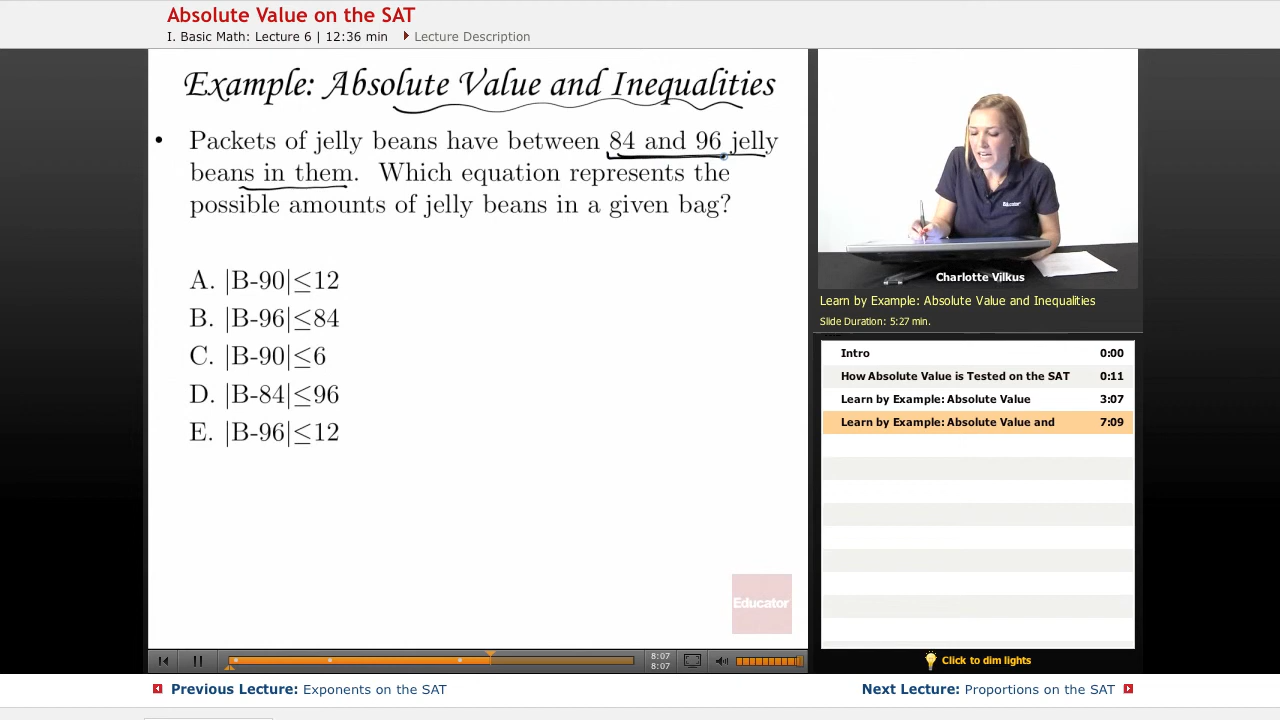 Absolute Value on the SAT
I. Basic Math: Lecture 6 | 12:36 min
Lecture Description
Example: Absolute Value and Inequalities
• Packets of jelly beans have between 84 and 96 jelly
beans in them. Which equation represents the
possible amounts of jelly beans in a given bag?
A. |B-90|≤12
B. |B-96|≤84
C. |B-90|≤6
D. |B-84|≤96
E. |B-96|≤12
Educator
8:07
8:07
Educator
Charlotte Vilkus
Learn by Example: Absolute Value and Inequalities
Slide Duration: 5:27 min.
Intro 0:00
How Absolute Value is Tested on the SAT 0:11
Learn by Example: Absolute Value 3:07
Learn by Example: Absolute Value and 7:09
Click to dim lights
Previous Lecture: Exponents on the SAT
Next Lecture: Proportions on the SAT